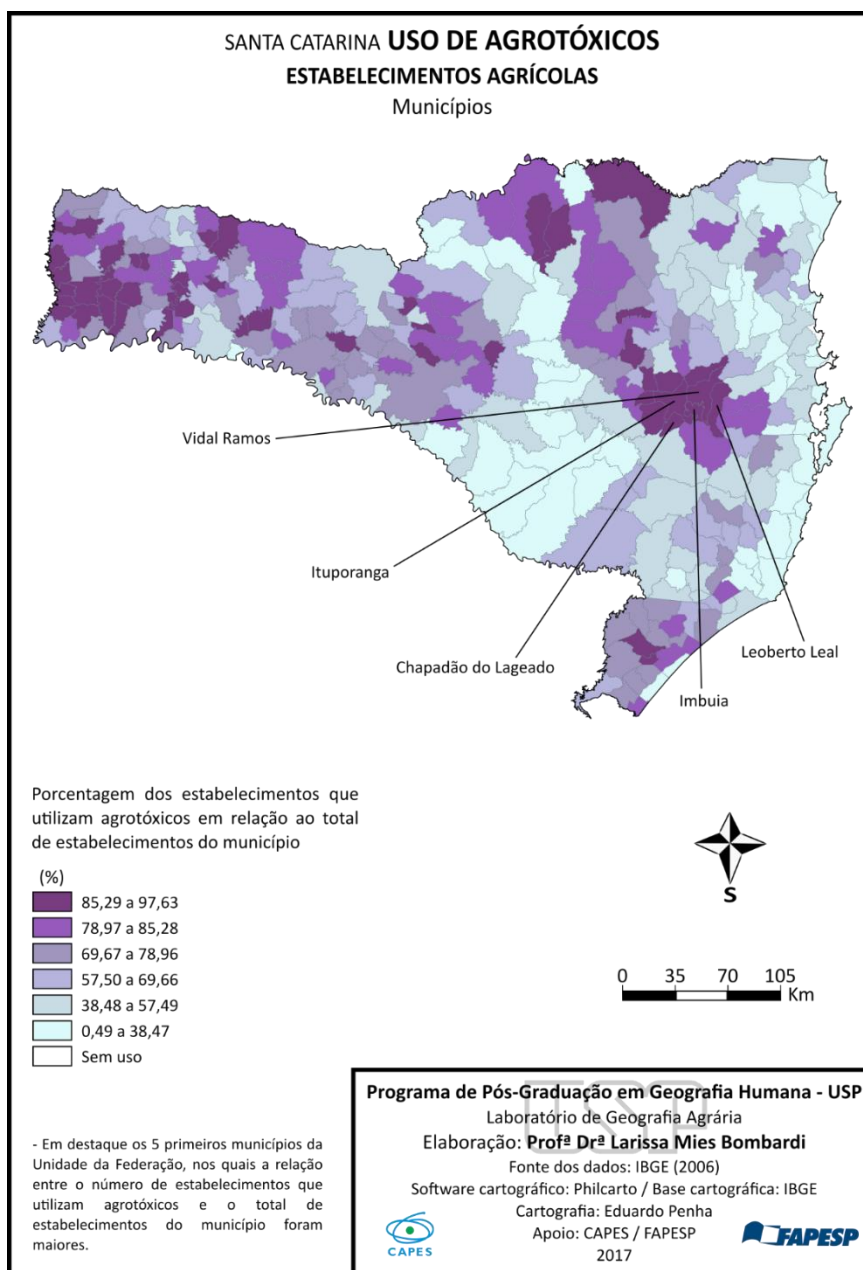 SANTA CATARINA USO DE AGROTÓXICOS
ESTABELECIMENTOS AGRÍCOLAS
Municípios
Vidal Ramos
Ituporanga
Chapadão do Lageado
Imbuia
Leoberto Leal
Porcentagem dos estabelecimentos que
utilizam agrotóxicos em relação ao total
de estabelecimentos do município
(%)
85,29 a 97,63
78,97 a 85,28
69,67 a 78,96
57,50 a 69,66
38,48 a 57,49
0,49 a 38,47
Sem uso
S
0 35 70 105
Km
- Em destaque os 5 primeiros municípios da
Unidade da Federação, nos quais a relação
entre o número de estabelecimentos que
utilizam agrotóxicos e o total de
estabelecimentos do município foram
maiores.
USP
Programa de Pós-Graduação em Geografia Humana - USP
Laboratório de Geografia Agrária
Elaboração: Profª Drª Larissa Mies Bombardi
Fonte dos dados: IBGE (2006)
Software cartográfico: Philcarto / Base cartográfica: IBGE
Cartografia: Eduardo Penha
Apoio: CAPES / FAPESP
2017
CAPES
FAPESP